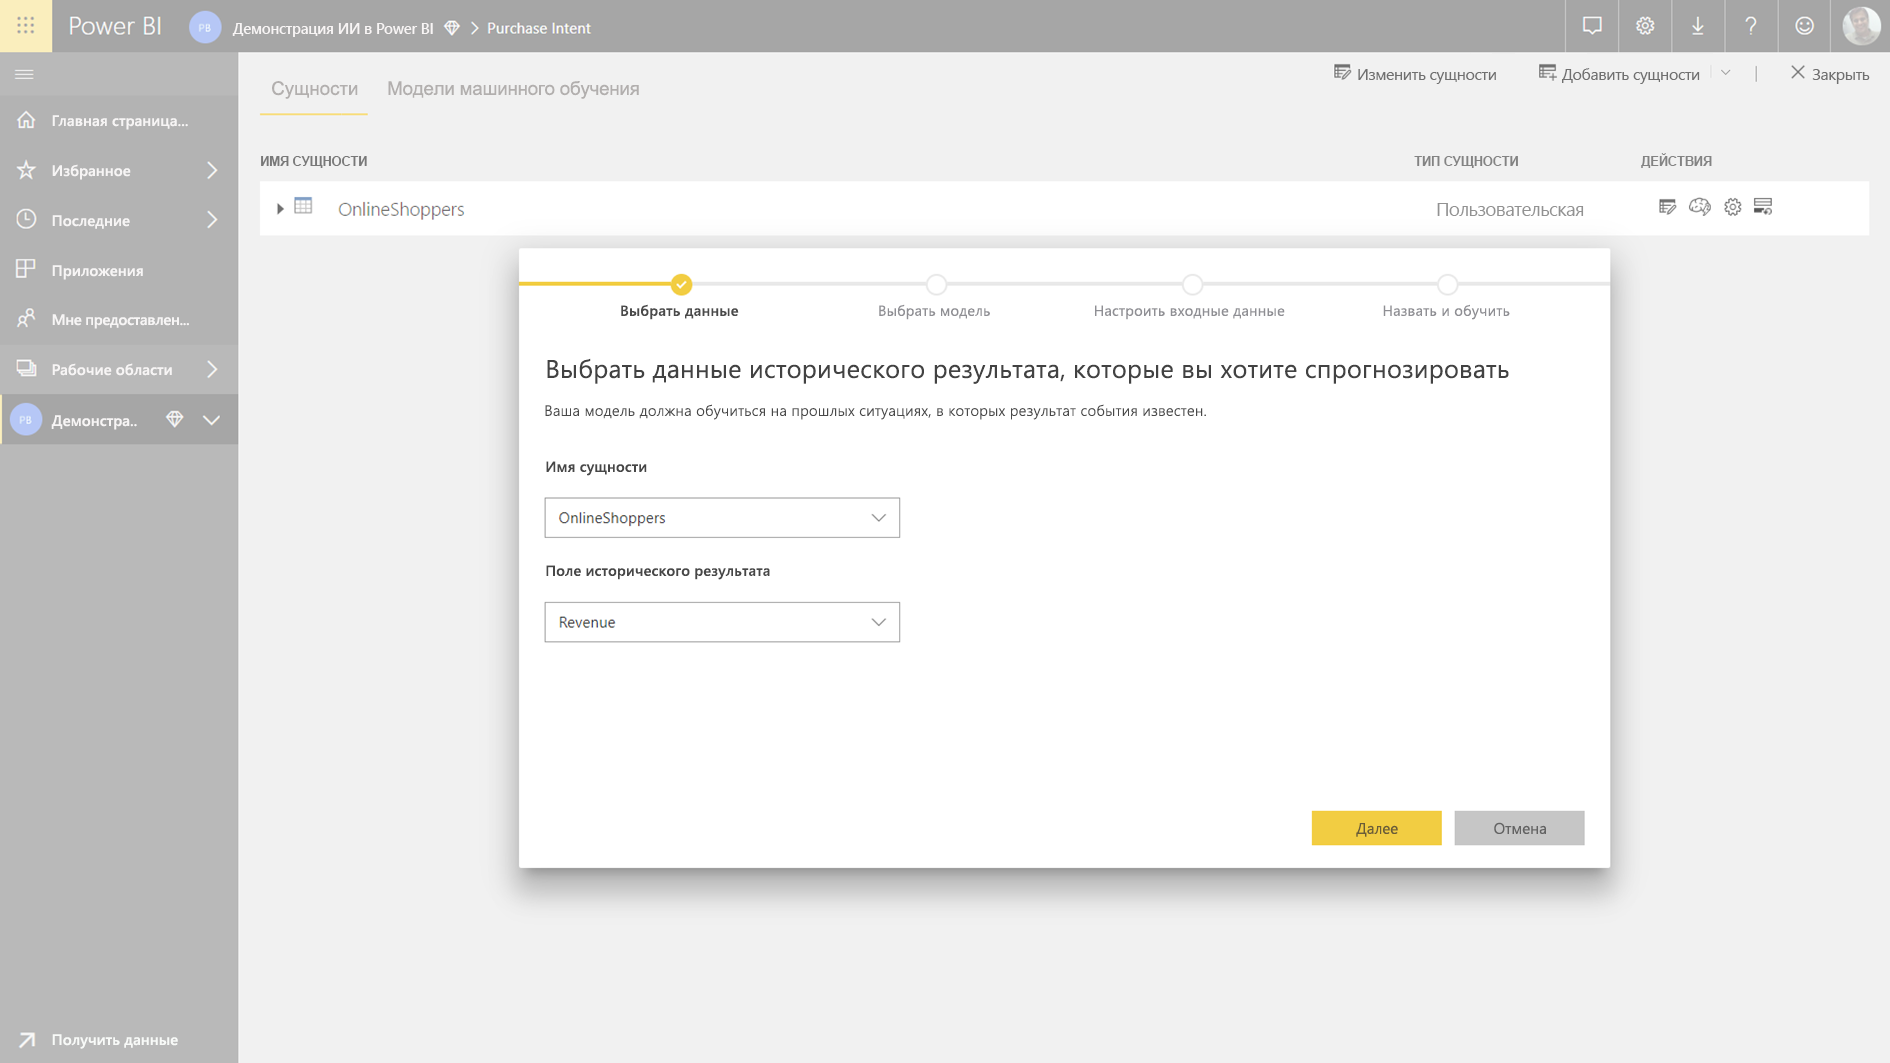 Power BI
PB
Демонстрация ИИ в Power BI
Purchase Intent
Главная страница...
Избранное
Последние
Приложения
Мне предоставлен...
Рабочие области
PB
Демонстра..
Получить данные
Сущности
Модели машинного обучения
Изменить сущности
Добавить сущности
Закрыть
ИМЯ СУЩНОСТИ
ТИП СУЩНОСТИ
ДЕЙСТВИЯ
OnlineShoppers
Пользовательская
Выбрать данные
Выбрать модель
Настроить входные данные
Назвать и обучить
Выбрать данные исторического результата, которые вы хотите спрогнозировать
Ваша модель должна обучиться на прошлых ситуациях, в которых результат события известен.
Имя сущности
OnlineShoppers
Поле исторического результата
Revenue
Далее
Отмена